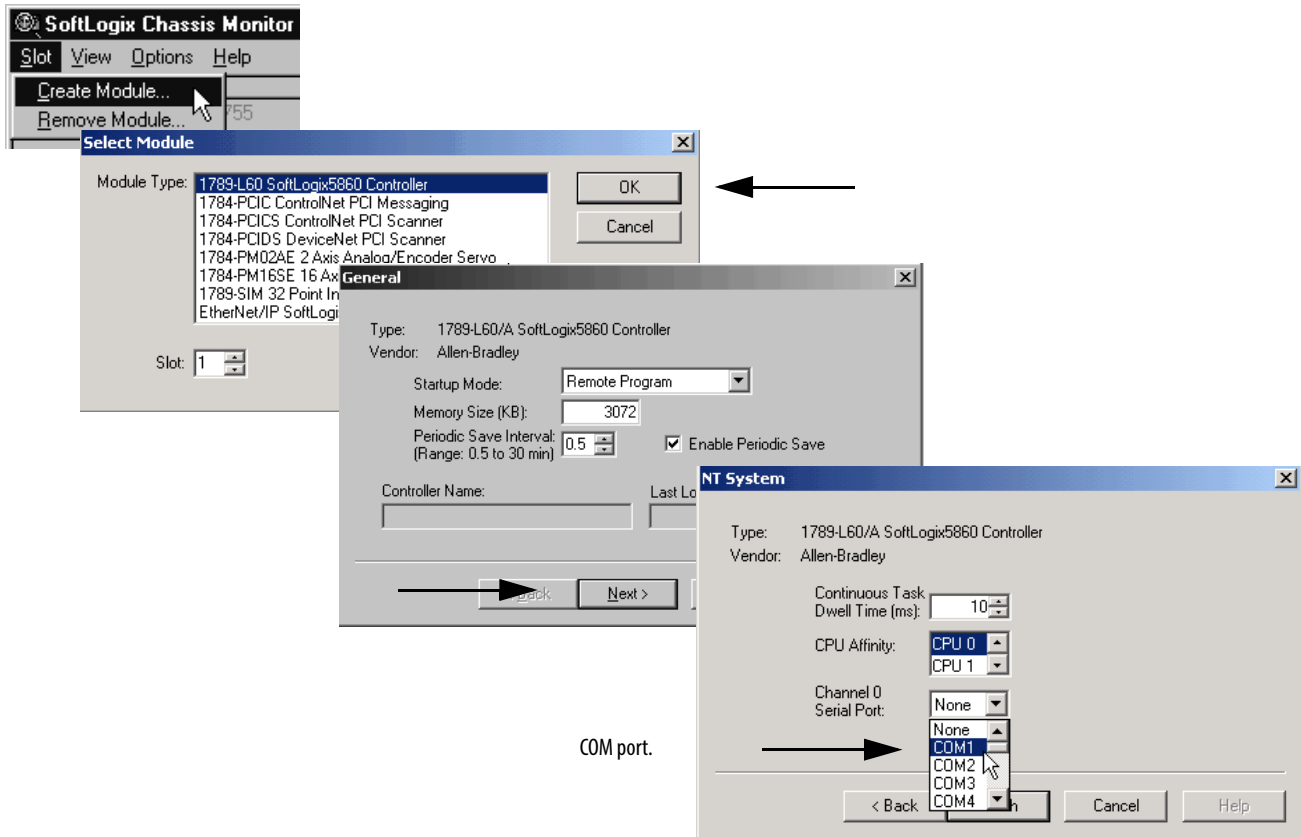 SoftLogix Chassis Monitor
Slot View Options Help
Create Module...
Remove Module...
755
Select Module
Module Type:
1789-L60 SoftLogix5860 Controller
1784-PCIC ControlNet PCI Messaging
1784-PCICS ControlNet PCI Scanner
1784-PCIDS DeviceNet PCI Scanner
1784-PM02AE 2 Axis Analog/Encoder Servo
1784-PM16SE 16 Ax
1789-SIM 32 Point In
EtherNet/IP SoftLogi
OK
Cancel
Slot: 1
General
Type: 1789-L60/A SoftLogix5860 Controller
Vendor: Allen-Bradley
Startup Mode: Remote Program
Memory Size (KB): 3072
Periodic Save Interval: 0.5
(Range: 0.5 to 30 min)
Enable Periodic Save
Controller Name:
Last Lo
Back
Next >
NT System
Type: 1789-L60/A SoftLogix5860 Controller
Vendor: Allen-Bradley
Continuous Task
Dwell Time (ms): 10
CPU Affinity:
CPU 0
CPU 1
Channel 0
Serial Port:
None
None
COM1
COM2
COM3
COM4
COM port.
< Back
h
Cancel
Help